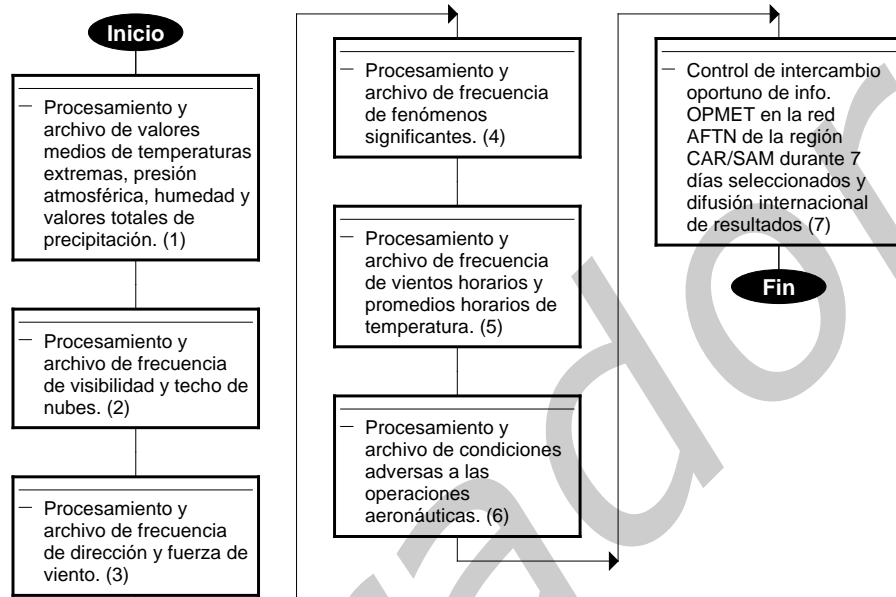 Inicio
— Procesamiento y
archivo de valores
medios de temperaturas
extremas, presión
atmosférica, humedad y
valores totales de
precipitación. (1)
— Procesamiento y
archivo de frecuencia
de visibilidad y techo de
nubes. (2)
— Procesamiento y
archivo de frecuencia
de dirección y fuerza de
viento. (3)
— Procesamiento y
archivo de frecuencia
de fenómenos
significantes. (4)
— Procesamiento y
archivo de frecuencia
de vientos horarios y
promedios horarios de
temperatura. (5)
— Procesamiento y
archivo de condiciones
adversas a las
operaciones
aeronáuticas. (6)
— Control de intercambio
oportuno de info.
OPMET en la red
AFTN de la región
CAR/SAM durante 7
días seleccionados y
difusión internacional
de resultados (7)
Fin
rador